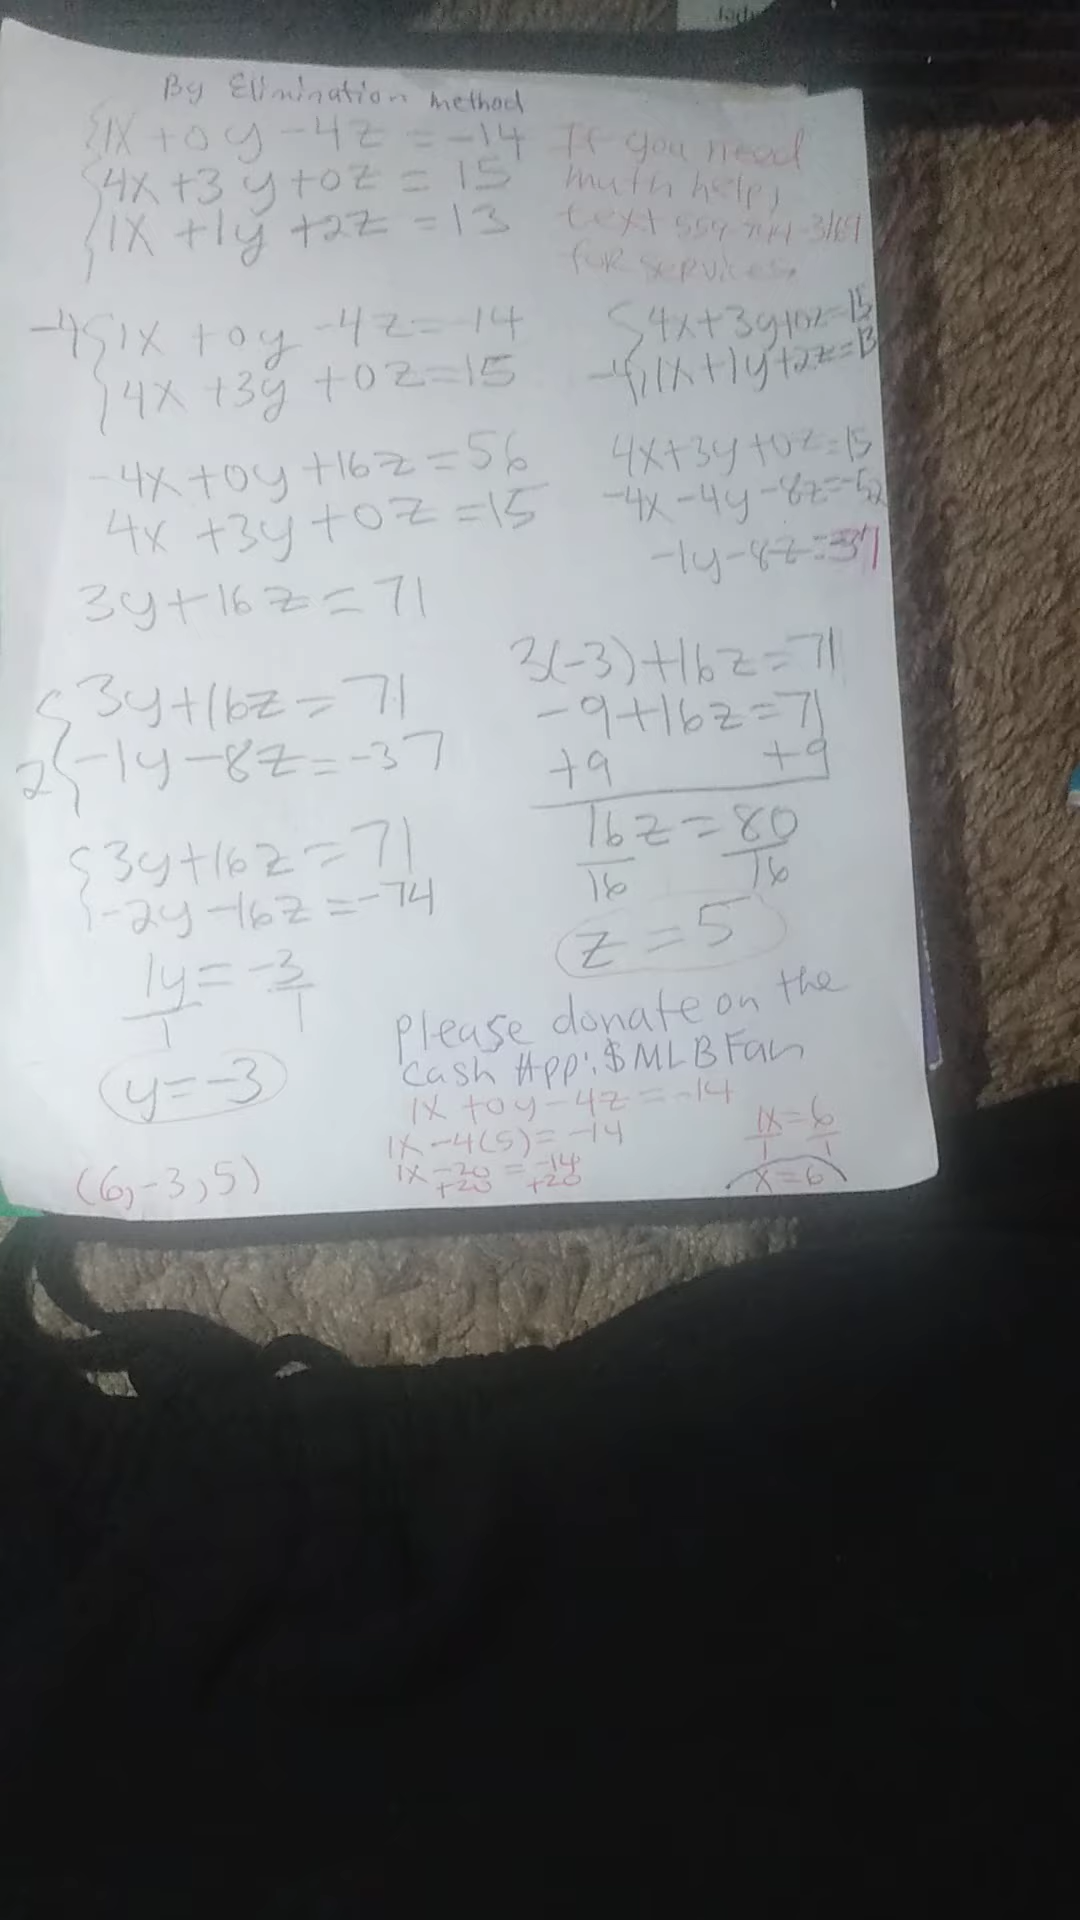 By Elimination method
1x + 0y - 4z = -14
4x + 3y + 0z = 15
1x + 1y + 2z = 13
If you need
math help,
text 559-744-3169
for services.
-4 1x + 0y - 4z = -14
4x + 3y + 0z = 15
-4x + 0y + 16z = 56
4x + 3y + 0z = 15
3y + 16z = 71
4x + 3y + 0z = 15
-4 1x + 1y + 2z = 13
4x + 3y + 0z = 15
-4x - 4y - 8z = -52
-1y - 8z = -37
3y + 16z = 71
2 -1y - 8z = -37
3y + 16z = 71
-2y - 16z = -74
1y = -3
1 1
y = -3
3(-3) + 16z = 71
-9 + 16z = 71
+9 +9
16z = 80
16 16
z = 5
Please donate on the
Cash App: $MLBFan
1x + 0y - 4z = -14
1x - 4(5) = -14
1x - 20 = -14
+20 +20
1x = 6
1 1
x = 6
(6, -3, 5)